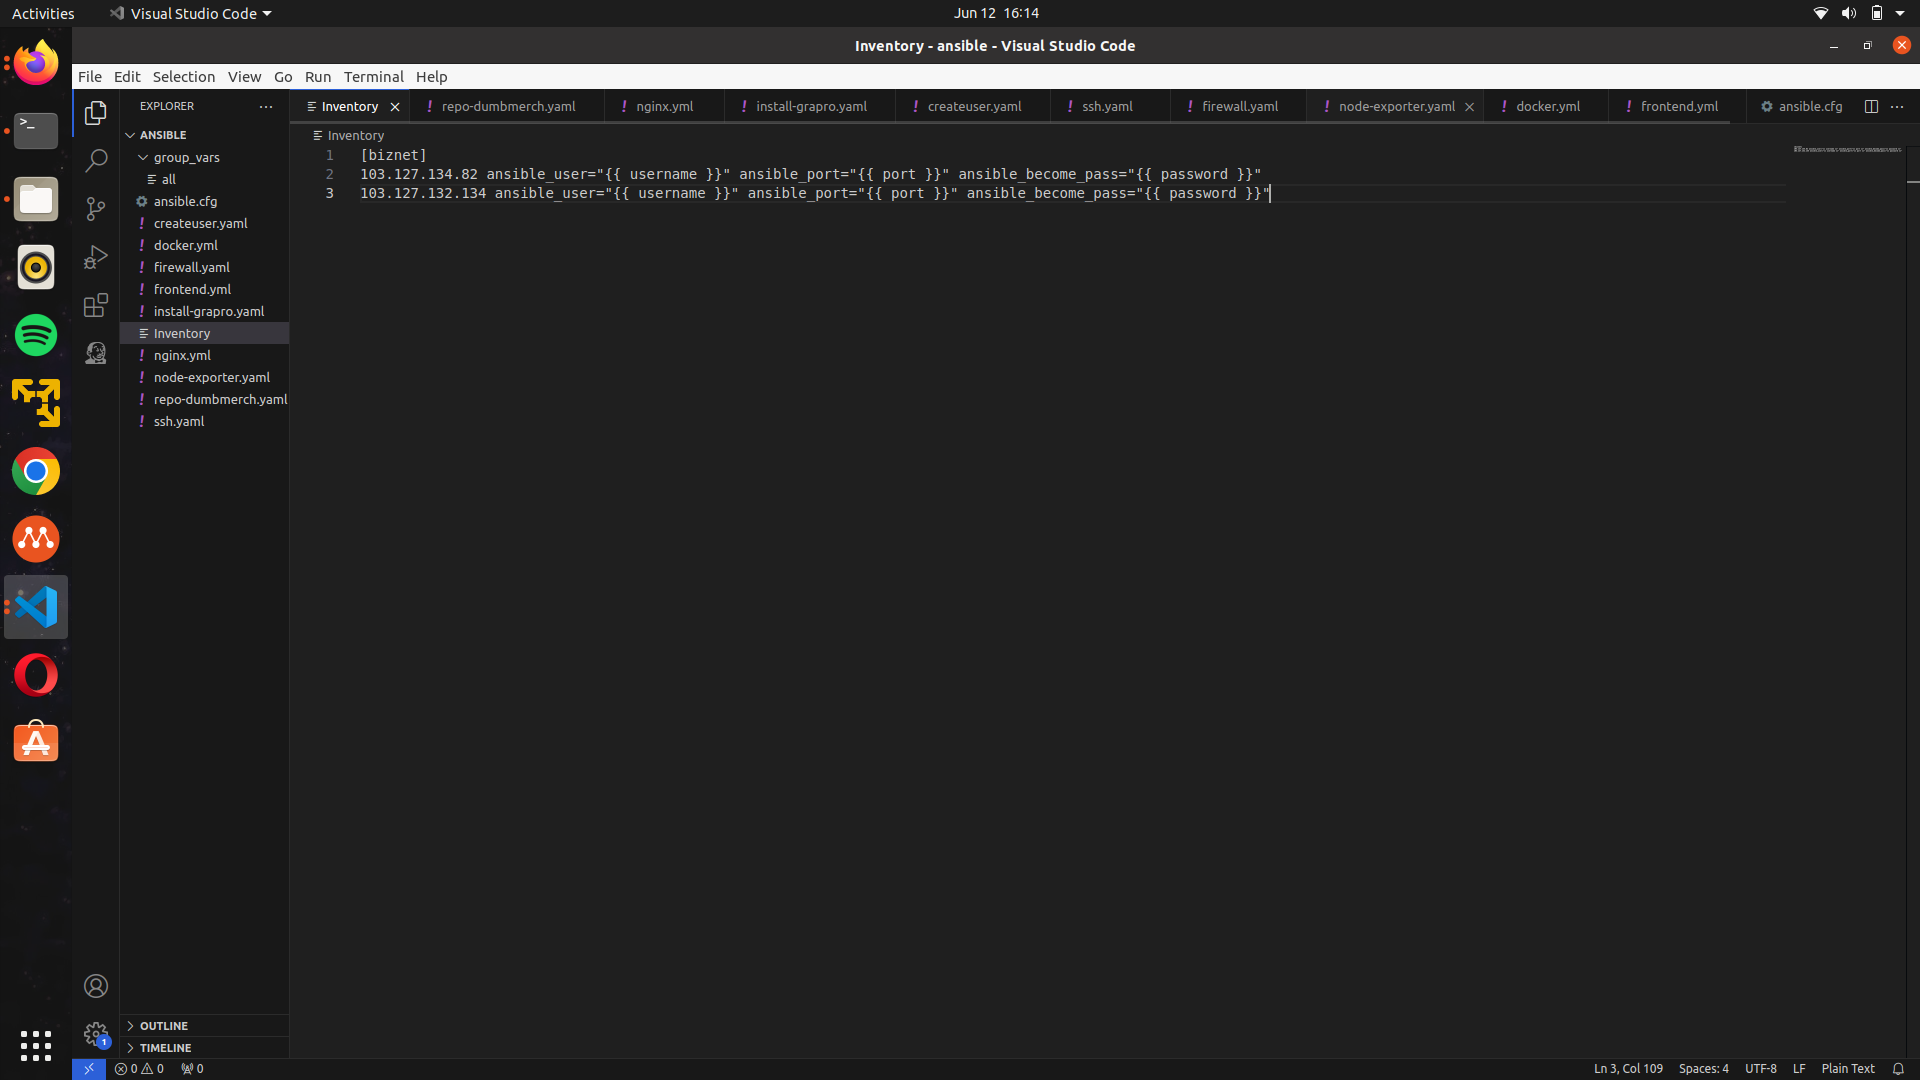 Activities
Visual Studio Code
Jun 12 16:14
Inventory - ansible - Visual Studio Code
File Edit Selection View Go Run Terminal Help
EXPLORER
ANSIBLE
group_vars
all
ansible.cfg
createuser.yaml
docker.yml
firewall.yaml
frontend.yml
install-grapro.yaml
Inventory
nginx.yml
node-exporter.yaml
repo-dumbmerch.yaml
ssh.yaml
OUTLINE
TIMELINE
Inventory
! repo-dumbmerch.yaml
! nginx.yml
! install-grapro.yaml
! createuser.yaml
! ssh.yaml
! firewall.yaml
! node-exporter.yaml
! docker.yml
! frontend.yml
ansible.cfg
Inventory
1 [biznet]
2 103.127.134.82 ansible_user="{{ username }}" ansible_port="{{ port }}" ansible_become_pass="{{ password }}"
3 103.127.132.134 ansible_user="{{ username }}" ansible_port="{{ port }}" ansible_become_pass="{{ password }}"
1
0 0 0
Ln 3, Col 109
Spaces: 4
UTF-8
LF
Plain Text